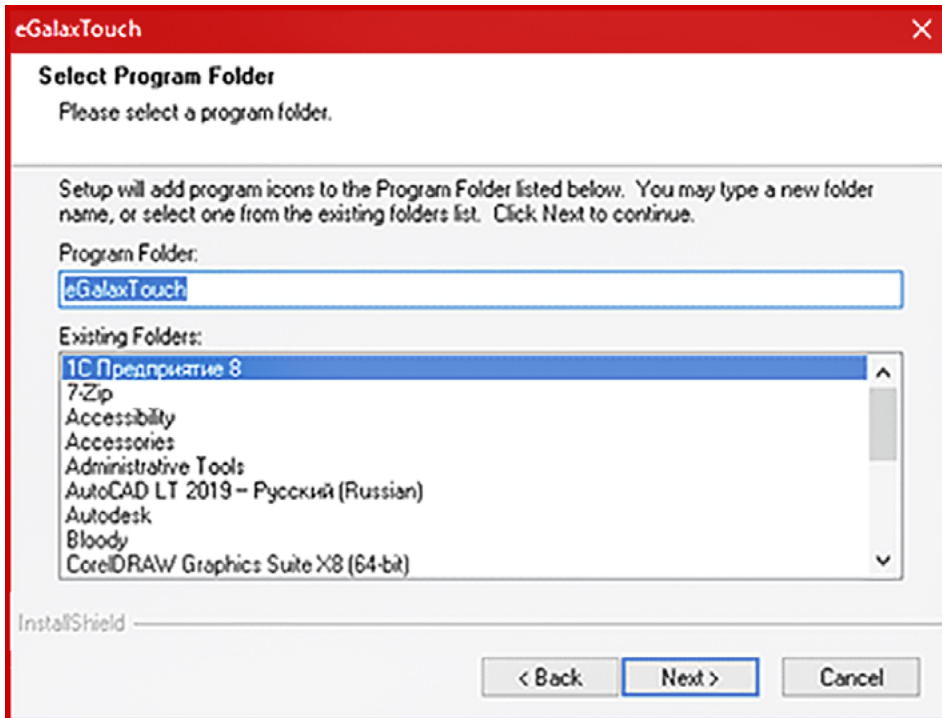 eGalaxTouch
Select Program Folder
Please select a program folder.
Setup will add program icons to the Program Folder listed below. You may type a new folder
name, or select one from the existing folders list. Click Next to continue.
Program Folder:
eGalaxTouch
Existing Folders:
1С Предприятие 8
7-Zip
Accessibility
Accessories
Administrative Tools
AutoCAD LT 2019 – Русский (Russian)
Autodesk
Bloody
CorelDRAW Graphics Suite X8 (64-bit)
InstallShield
< Back
Next >
Cancel